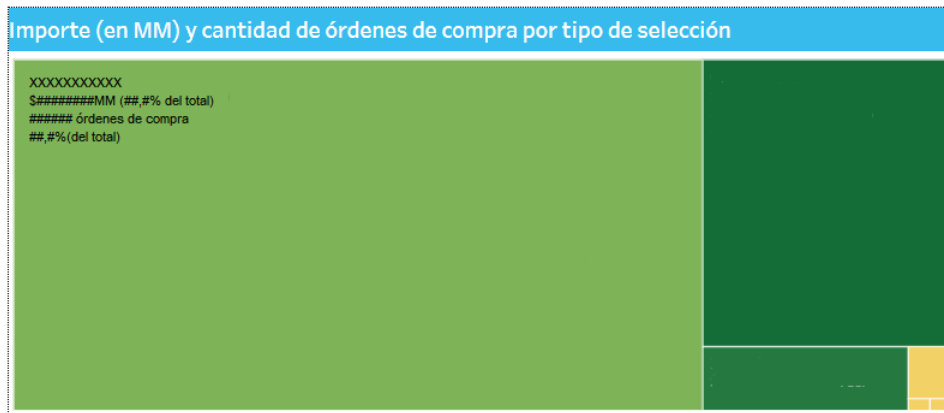 Importe (en MM) y cantidad de órdenes de compra por tipo de selección
XXXXXXXXXXX
$########MM (##,#% del total)
###### órdenes de compra
##,#%(del total)